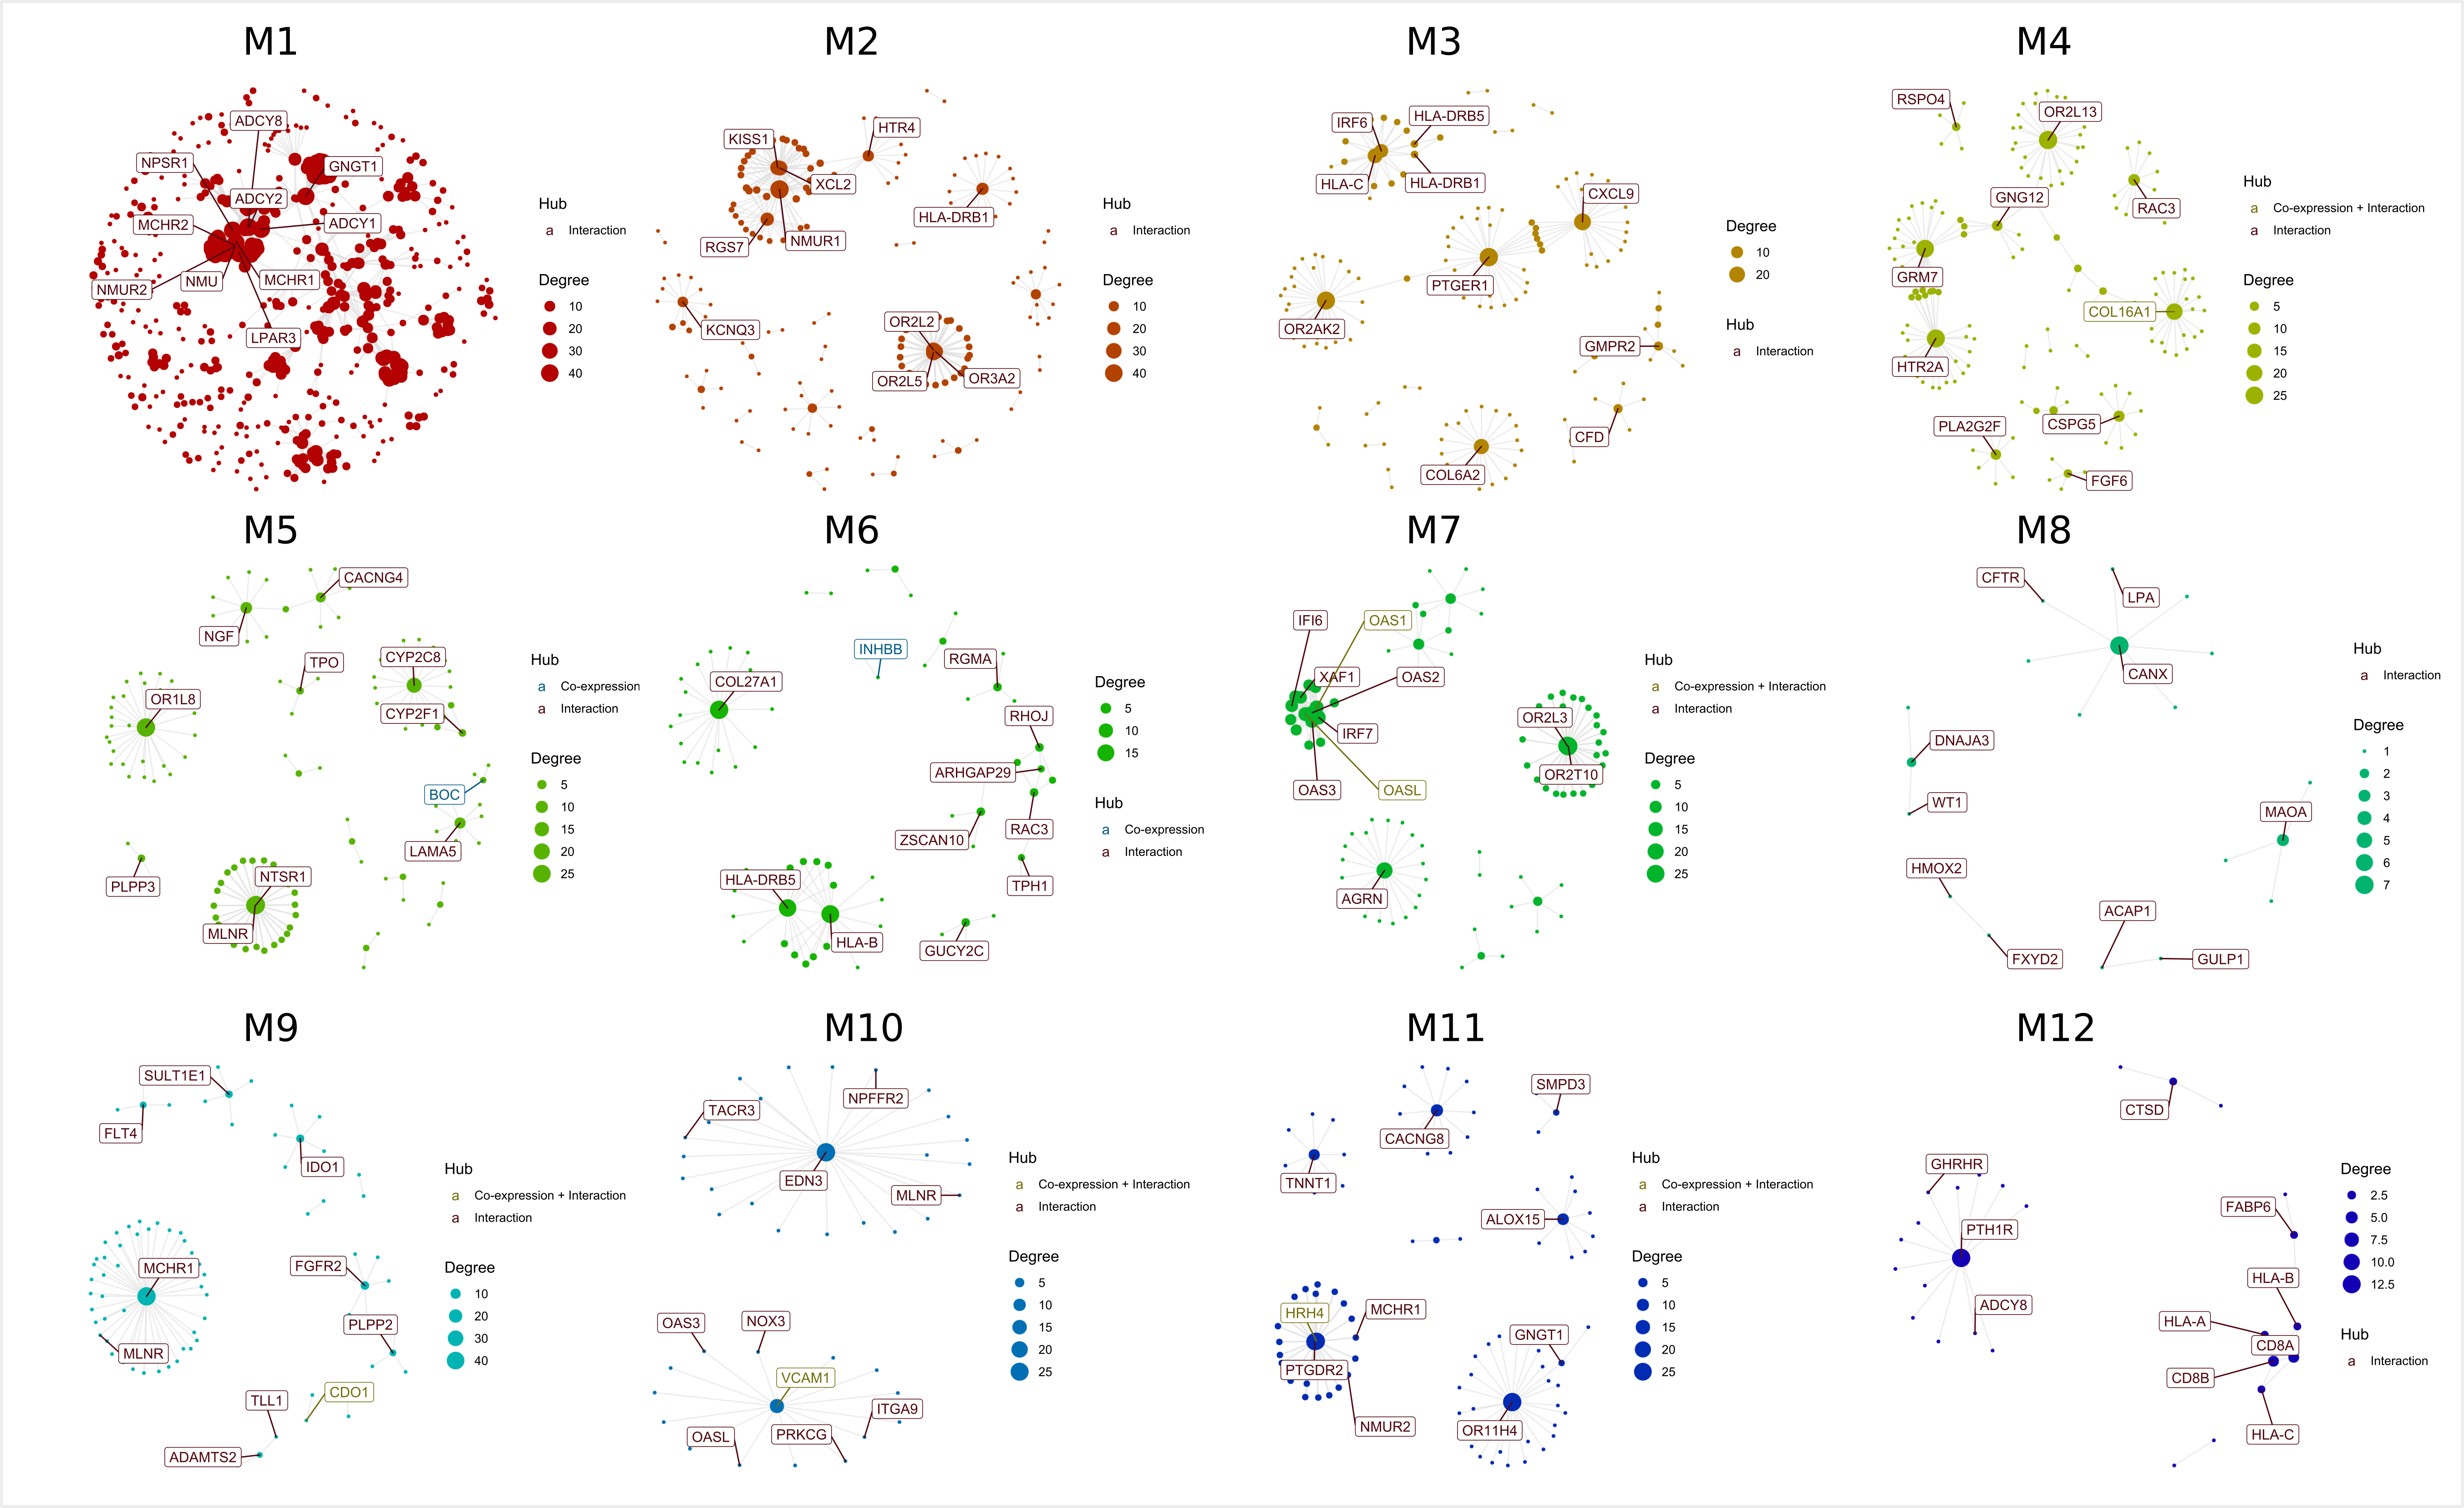 M1
ADCY8
NPSR1
GNGT1
ADCY2
MCHR2
ADCY1
NMU
MCHR1
NMUR2
LPAR3
Hub
a Interaction
Degree
10
20
30
40
M2
KISS1
HTR4
XCL2
HLA-DRB1
RGS7
NMUR1
KCNQ3
OR2L2
OR2L5
OR3A2
Hub
a Interaction
Degree
10
20
30
40
M3
IRF6
HLA-DRB5
HLA-C
HLA-DRB1
CXCL9
PTGER1
OR2AK2
GMPR2
CFD
COL6A2
Degree
10
20
Hub
a Interaction
M4
RSPO4
OR2L13
GNG12
RAC3
GRM7
COL16A1
HTR2A
PLA2G2F
CSPG5
FGF6
Hub
a Co-expression + Interaction
a Interaction
Degree
5
10
15
20
25
M5
CACNG4
NGF
TPO
CYP2C8
OR1L8
CYP2F1
BOC
LAMA5
PLPP3
NTSR1
MLNR
Hub
a Co-expression
a Interaction
Degree
5
10
15
20
25
M6
INHBB
RGMA
COL27A1
RHOJ
ARHGAP29
ZSCAN10
RAC3
HLA-DRB5
TPH1
HLA-B
GUCY2C
Degree
5
10
15
Hub
a Co-expression
a Interaction
M7
IFI6
OAS1
XAF1
OAS2
OR2L3
IRF7
OR2T10
OAS3
OASL
AGRN
Hub
a Co-expression + Interaction
a Interaction
Degree
5
10
15
20
25
M8
CFTR
LPA
CANX
DNAJA3
WT1
MAOA
HMOX2
ACAP1
FXYD2
GULP1
Hub
a Interaction
Degree
1
2
3
4
5
6
7
M9
SULT1E1
FLT4
IDO1
MCHR1
FGFR2
PLPP2
MLNR
CDO1
TLL1
ADAMTS2
Hub
a Co-expression + Interaction
a Interaction
Degree
10
20
30
40
M10
TACR3
NPFFR2
EDN3
MLNR
OAS3
NOX3
VCAM1
ITGA9
OASL
PRKCG
Hub
a Co-expression + Interaction
a Interaction
Degree
5
10
15
20
25
M11
SMPD3
CACNG8
TNNT1
ALOX15
HRH4
MCHR1
GNGT1
PTGDR2
NMUR2
OR11H4
Hub
a Co-expression + Interaction
a Interaction
Degree
5
10
15
20
25
M12
CTSD
GHRHR
FABP6
PTH1R
HLA-B
ADCY8
HLA-A
CD8A
CD8B
HLA-C
Degree
2.5
5.0
7.5
10.0
12.5
Hub
a Interaction